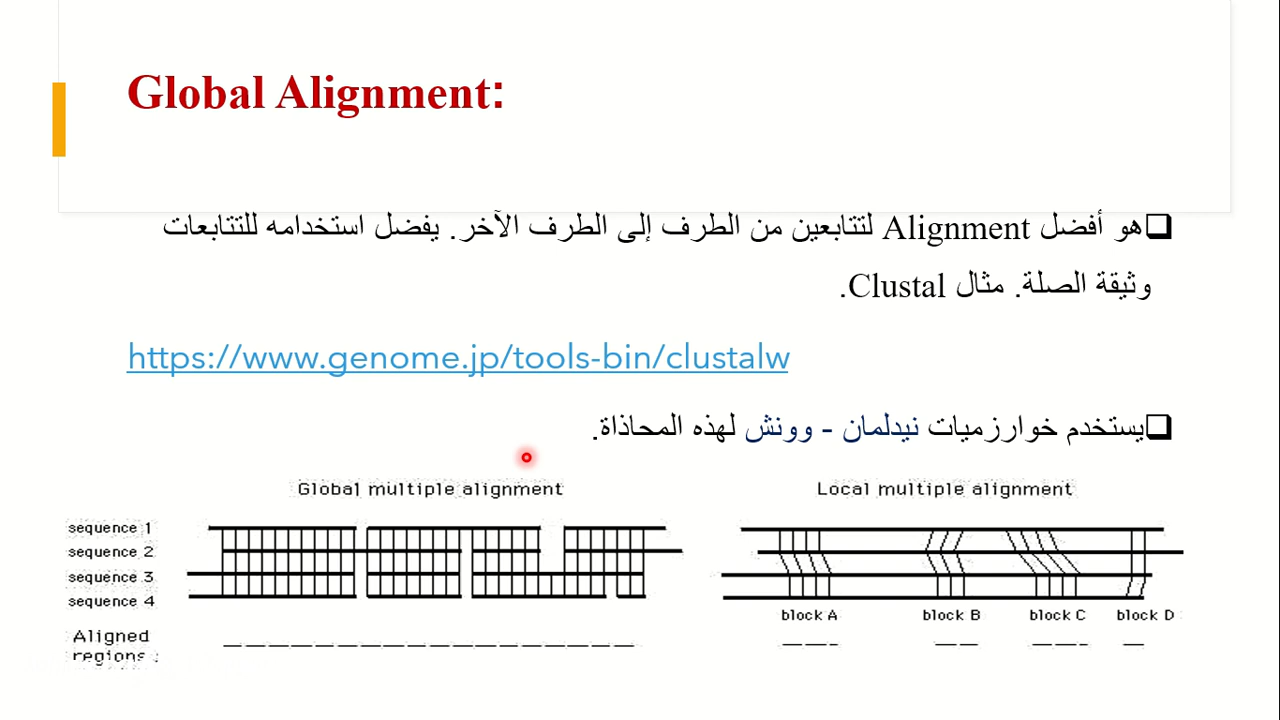 Global Alignment:
❑هو أفضل Alignment لتتابعين من الطرف إلى الطرف الآخر. يفضل استخدامه للتتابعات
وثيقة الصلة. مثال Clustal.
https://www.genome.jp/tools-bin/clustalw
❑يستخدم خوارزميات نيدلمان - وونش لهذه المحاذاة.
Global multiple alignment
Local multiple alignment
sequence 1
sequence 2
sequence 3
sequence 4
block A
block B
block C
block D
Aligned
regions: